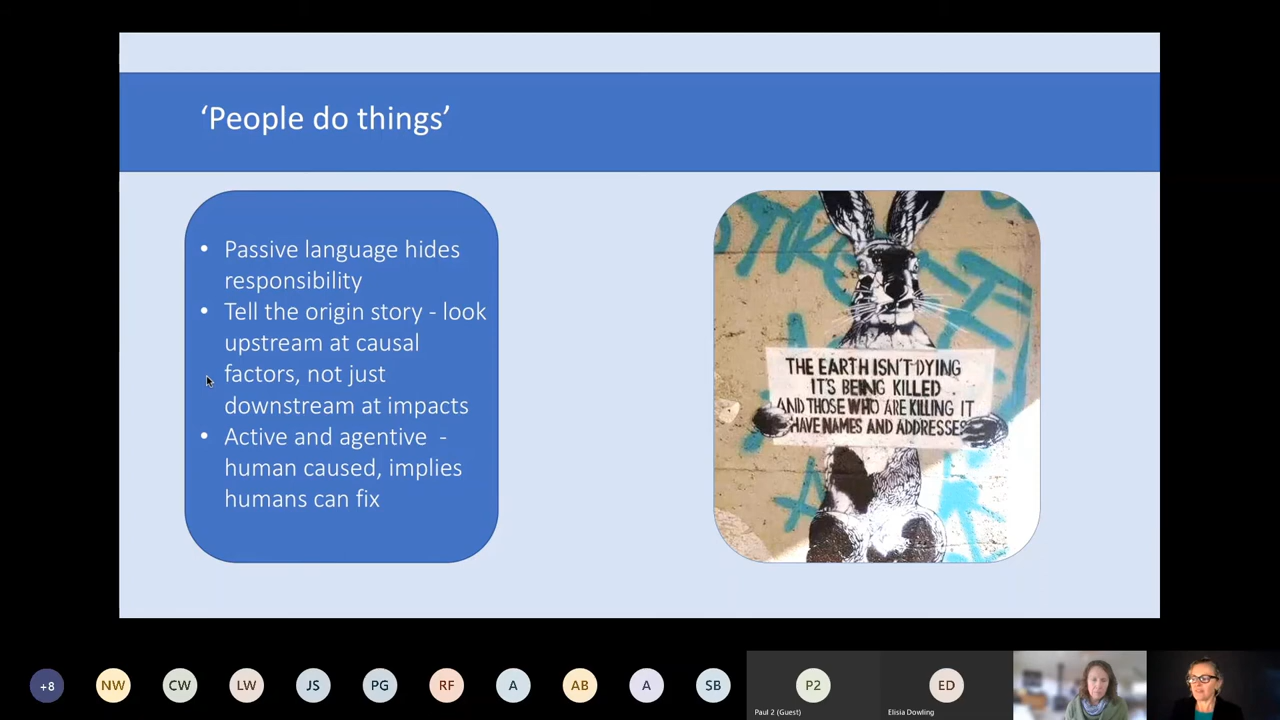 ‘People do things’
• Passive language hides
responsibility
• Tell the origin story - look
upstream at causal
factors, not just
downstream at impacts
• Active and agentive -
human caused, implies
humans can fix
THE EARTH ISN'T DYING
IT'S BEING KILLED
AND THOSE WHO ARE KILLING IT
HAVE NAMES AND ADDRESSES
+8
NW
CW
LW
JS
PG
RF
A
AB
A
SB
P2
Paul 2 (Guest)
ED
Elisia Dowling